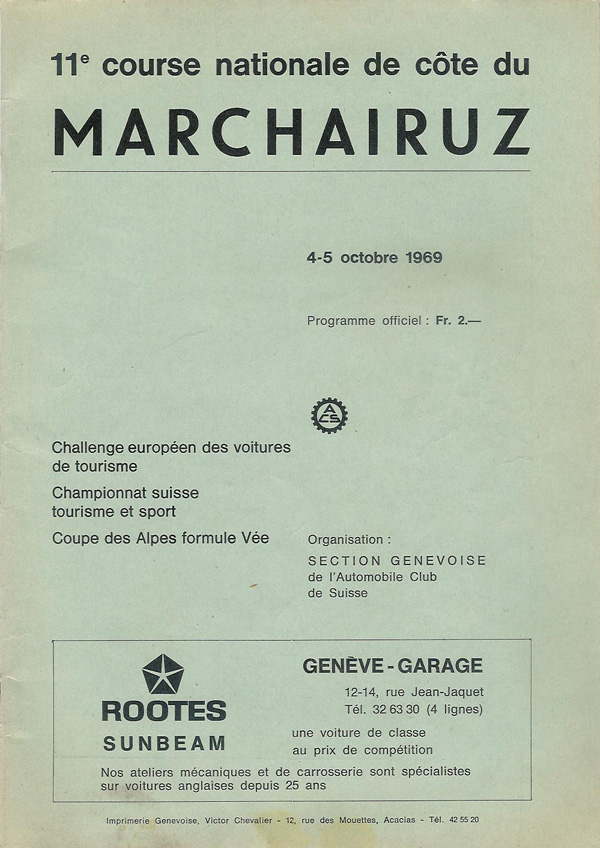 11e course nationale de côte du
MARCHAIRUZ
4-5 octobre 1969
Programme officiel : Fr. 2.—
ACS
Challenge européen des voitures
de tourisme
Championnat suisse
tourisme et sport
Coupe des Alpes formule Vée
Organisation :
SECTION GENEVOISE
de l'Automobile Club
de Suisse
ROOTES
SUNBEAM
GENÈVE - GARAGE
12-14, rue Jean-Jaquet
Tél. 32 63 30 (4 lignes)
une voiture de classe
au prix de compétition
Nos ateliers mécaniques et de carrosserie sont spécialistes
sur voitures anglaises depuis 25 ans
Imprimerie Genevoise, Victor Chevalier - 12, rue des Mouettes, Acacias - Tél. 42 55 20